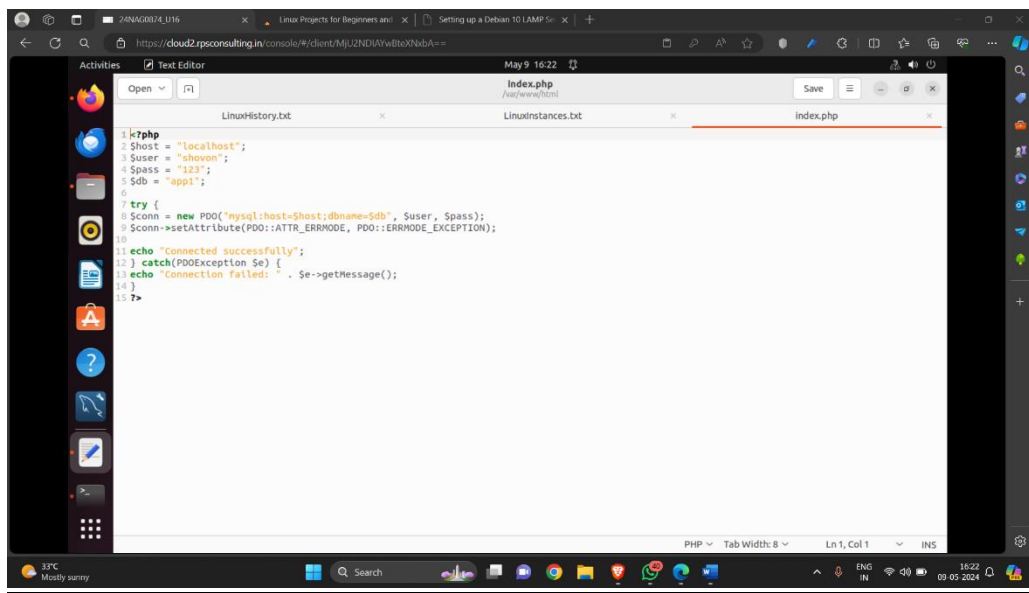 24NAG0874_U16
Linux Projects for Beginners and
Setting up a Debian 10 LAMP Se
https://cloud2.rpsconsulting.in/console/#/client/MjU2NDIAYwBteXNxbA==
Activities
Text Editor
May 9 16:22
Open
index.php
/var/www/html
Save
LinuxHistory.txt
LinuxInstances.txt
index.php
1 <?php
2 $host = "localhost";
3 $user = "shovon";
4 $pass = "123";
5 $db = "app1";
6
7 try {
8 $conn = new PDO("mysql:host=$host;dbname=$db", $user, $pass);
9 $conn->setAttribute(PDO::ATTR_ERRMODE, PDO::ERRMODE_EXCEPTION);
10
11 echo "Connected successfully";
12 } catch(PDOException $e) {
13 echo "Connection failed: " . $e->getMessage();
14 }
15 ?>
PHP
Tab Width: 8
Ln 1, Col 1
INS
33°C
Mostly sunny
Search
ENG
IN
16:22
09-05-2024